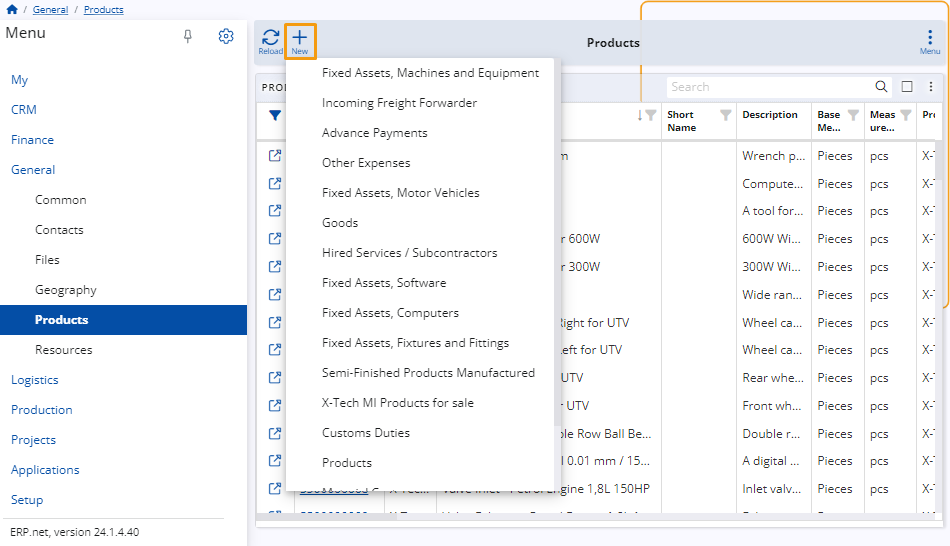 / General / Products
Menu
My
CRM
Finance
General
Common
Contacts
Files
Geography
Products
Resources
Logistics
Production
Projects
Applications
Setup
ERP.net, version 24.1.4.40
Reload
New
Products
Menu
Fixed Assets, Machines and Equipment
Incoming Freight Forwarder
Advance Payments
Other Expenses
Fixed Assets, Motor Vehicles
Goods
Hired Services / Subcontractors
Fixed Assets, Software
Fixed Assets, Computers
Fixed Assets, Fixtures and Fittings
Semi-Finished Products Manufactured
X-Tech MI Products for sale
Customs Duties
Products
Search
Short Name
Description
Base Me...
Meas ure...
Wrench p... Pieces pcs X-T
Compute... Pieces pcs X-T
A tool for... Pieces pcs X-T
600W 600W Wi... Pieces pcs X-T
300W 300W Wi... Pieces pcs X-T
Wide ran... Pieces pcs X-T
Right for UTV Wheel ca... Pieces pcs X-T
Left for UTV Wheel ca... Pieces pcs X-T
UTV Rear whe... Pieces pcs X-T
UTV Front wh... Pieces pcs X-T
Row Ball Be... Double r... Pieces pcs X-T
0.01 mm / 15... A digital ... Pieces pcs X-T
Engine 1,8L 150HP Inlet valv... Pieces pcs X-T